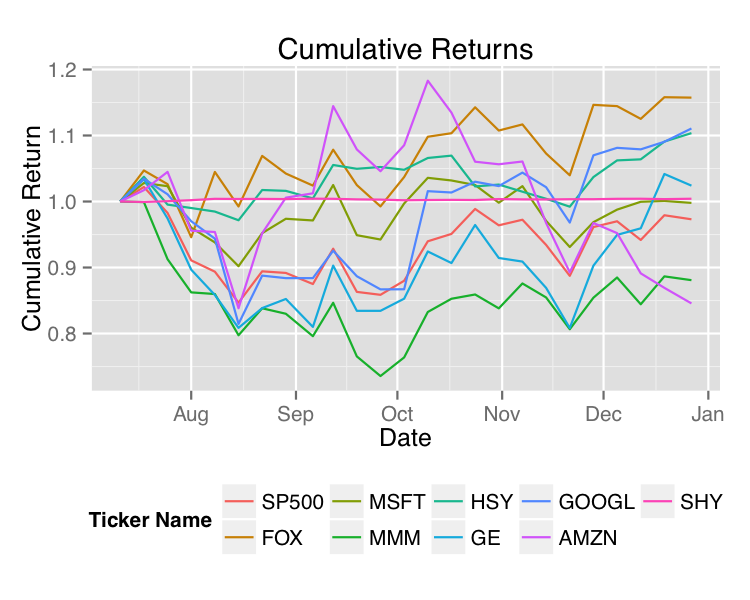 Cumulative Returns
1.2
1.1
1.0
0.9
0.8
Cumulative Return
Aug Sep Oct Nov Dec Jan
Date
Ticker Name
SP500 MSFT HSY GOOGL SHY
FOX MMM GE AMZN